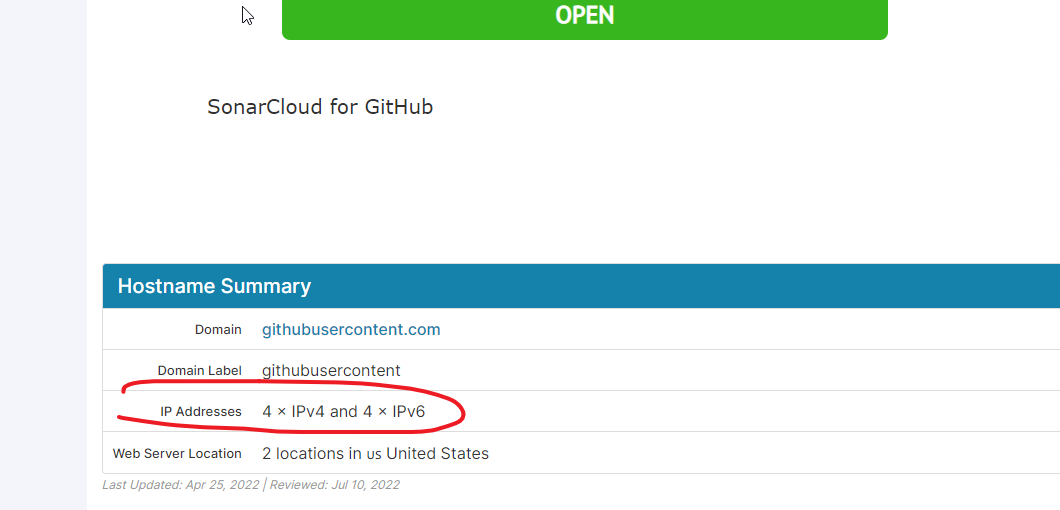 OPEN
SonarCloud for GitHub
Hostname Summary
Domain githubusercontent.com
Domain Label githubusercontent
IP Addresses 4 × IPv4 and 4 × IPv6
Web Server Location 2 locations in us United States
Last Updated: Apr 25, 2022 | Reviewed: Jul 10, 2022